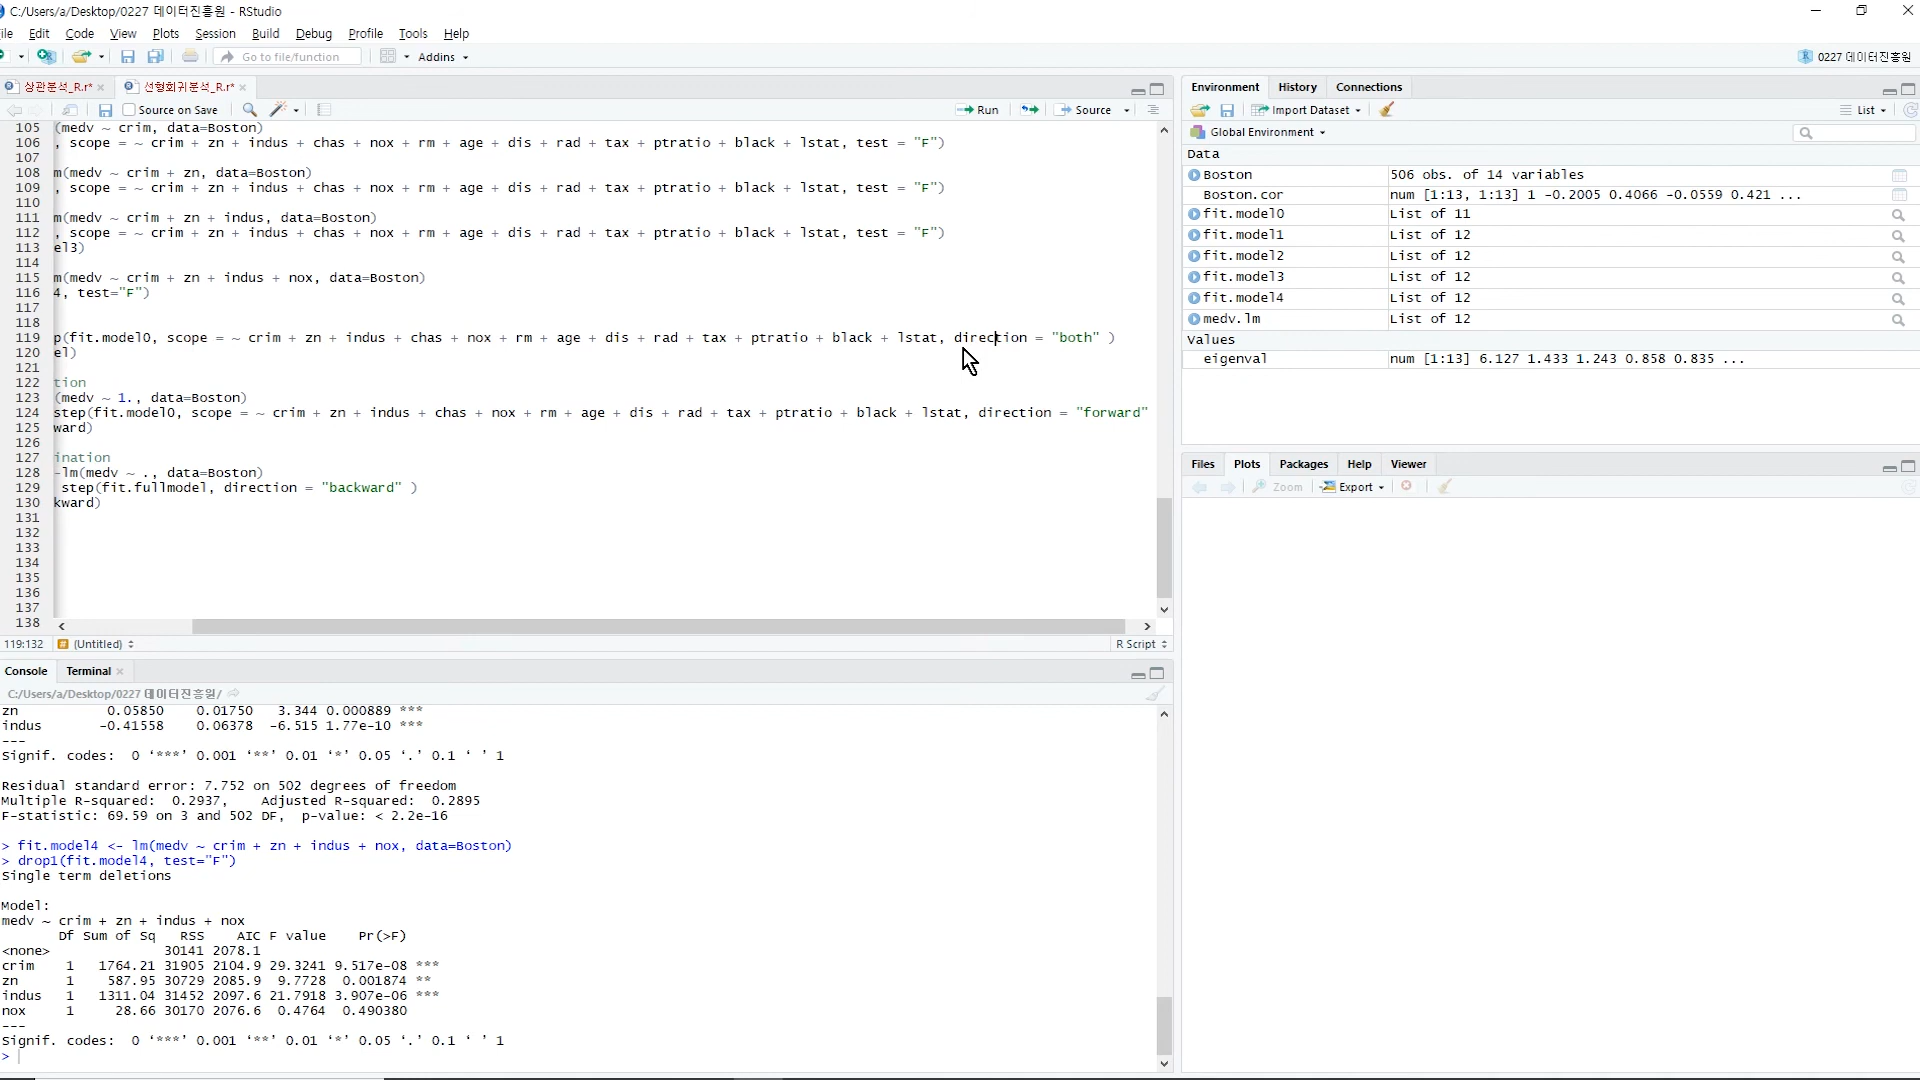 C:/Users/a/Desktop/0227 데이터진흥원 - RStudio
ile Edit Code View Plots Session Build Debug Profile Tools Help
Go to file/function Addins 0227 데이터진흥원
상관분석_R.r* 선형회귀분석_R.r*
Source on Save Run Source
105 (medv ~ crim, data=Boston)
106 , scope = ~ crim + zn + indus + chas + nox + rm + age + dis + rad + tax + ptratio + black + lstat, test = "F")
107
108 m(medv ~ crim + zn, data=Boston)
109 , scope = ~ crim + zn + indus + chas + nox + rm + age + dis + rad + tax + ptratio + black + lstat, test = "F")
110
111 m(medv ~ crim + zn + indus, data=Boston)
112 , scope = ~ crim + zn + indus + chas + nox + rm + age + dis + rad + tax + ptratio + black + lstat, test = "F")
113 el3)
114
115 m(medv ~ crim + zn + indus + nox, data=Boston)
116 4, test="F")
117
118
119 p(fit.model0, scope = ~ crim + zn + indus + chas + nox + rm + age + dis + rad + tax + ptratio + black + lstat, direction = "both" )
120 el)
121
122 tion
123 (medv ~ 1., data=Boston)
124 step(fit.model0, scope = ~ crim + zn + indus + chas + nox + rm + age + dis + rad + tax + ptratio + black + lstat, direction = "forward"
125 ward)
126
127 ination
128 -lm(medv ~ ., data=Boston)
129 step(fit.fullmodel, direction = "backward" )
130 kward)
131
132
133
134
135
136
137
138
119:132 (Untitled) R Script
Console Terminal
C:/Users/a/Desktop/0227 데이터진흥원/
zn 0.05850 0.01750 3.344 0.000889 ***
indus -0.41558 0.06378 -6.515 1.77e-10 ***
---
Signif. codes: 0 ‘***’ 0.001 ‘**’ 0.01 ‘*’ 0.05 ‘.’ 0.1 ‘ ’ 1
Residual standard error: 7.752 on 502 degrees of freedom
Multiple R-squared: 0.2937, Adjusted R-squared: 0.2895
F-statistic: 69.59 on 3 and 502 DF, p-value: < 2.2e-16
> fit.model4 <- lm(medv ~ crim + zn + indus + nox, data=Boston)
> drop1(fit.model4, test="F")
Single term deletions
Model:
medv ~ crim + zn + indus + nox
Df Sum of Sq RSS AIC F value Pr(>F)
<none> 30141 2078.1
crim 1 1764.21 31905 2104.9 29.3241 9.517e-08 ***
zn 1 587.95 30729 2085.9 9.7728 0.001874 **
indus 1 1311.04 31452 2097.6 21.7918 3.907e-06 ***
nox 1 28.66 30170 2076.6 0.4764 0.490380
---
Signif. codes: 0 ‘***’ 0.001 ‘**’ 0.01 ‘*’ 0.05 ‘.’ 0.1 ‘ ’ 1
>
Environment History Connections
Import Dataset List
Global Environment
Data
Boston 506 obs. of 14 variables
Boston.cor num [1:13, 1:13] 1 -0.2005 0.4066 -0.0559 0.421 ...
fit.model0 List of 11
fit.model1 List of 12
fit.model2 List of 12
fit.model3 List of 12
fit.model4 List of 12
medv.lm List of 12
Values
eigenval num [1:13] 6.127 1.433 1.243 0.858 0.835 ...
Files Plots Packages Help Viewer
Zoom Export